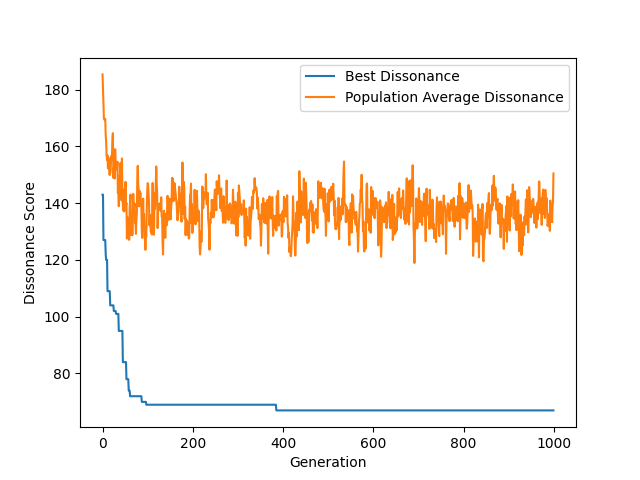 Best Dissonance
Population Average Dissonance
Dissonance Score
180
160
140
120
100
80
0 200 400 600 800 1000
Generation